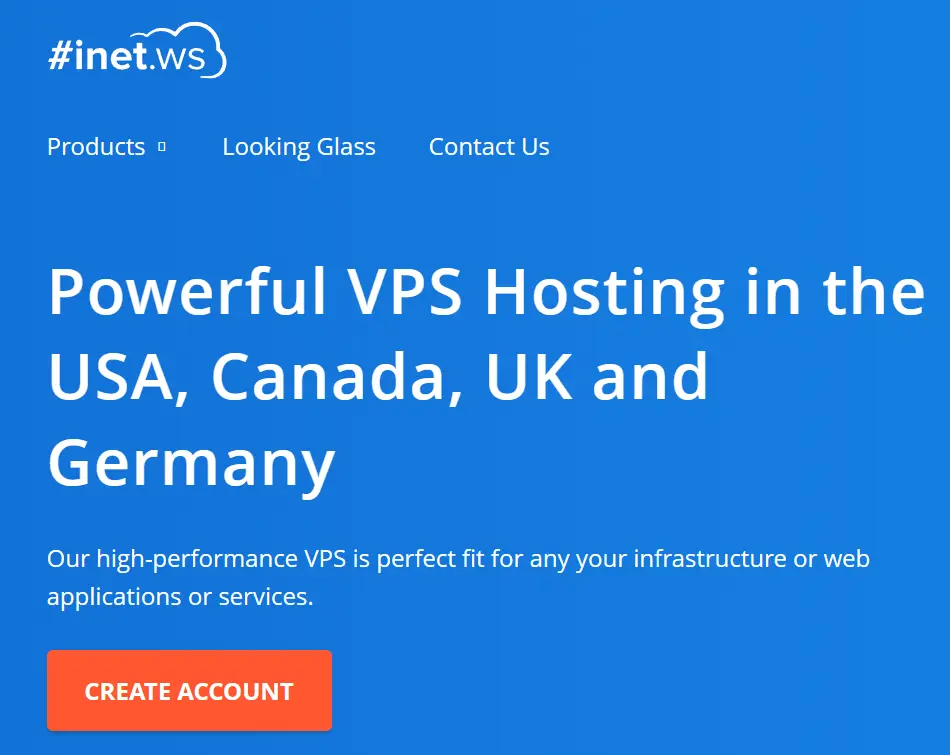 #inet.ws
Products Looking Glass Contact Us
Powerful VPS Hosting in the
USA, Canada, UK and
Germany
Our high-performance VPS is perfect fit for any your infrastructure or web
applications or services.
CREATE ACCOUNT